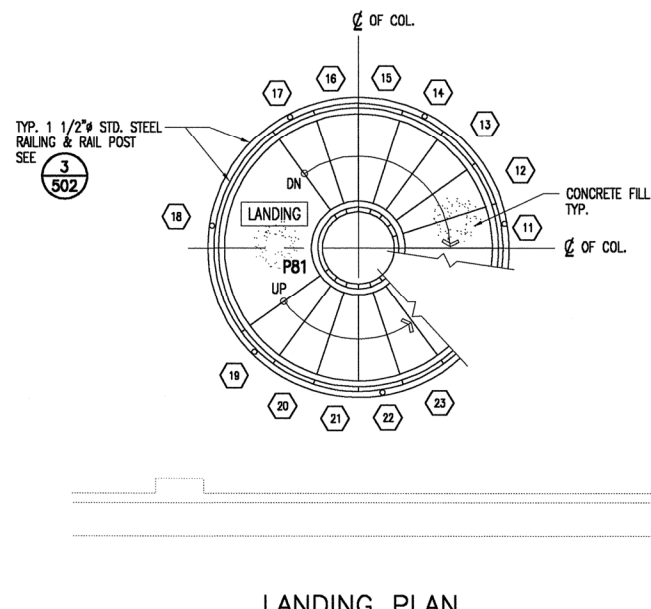 ℄ OF COL.
16
15
17
14
TYP. 1 1/2"ø STD. STEEL
RAILING & RAIL POST
SEE
3
502
13
12
DN
CONCRETE FILL
TYP.
18
LANDING
11
℄ OF COL.
P81
UP
19
20
21
22
23
LANDING PLAN